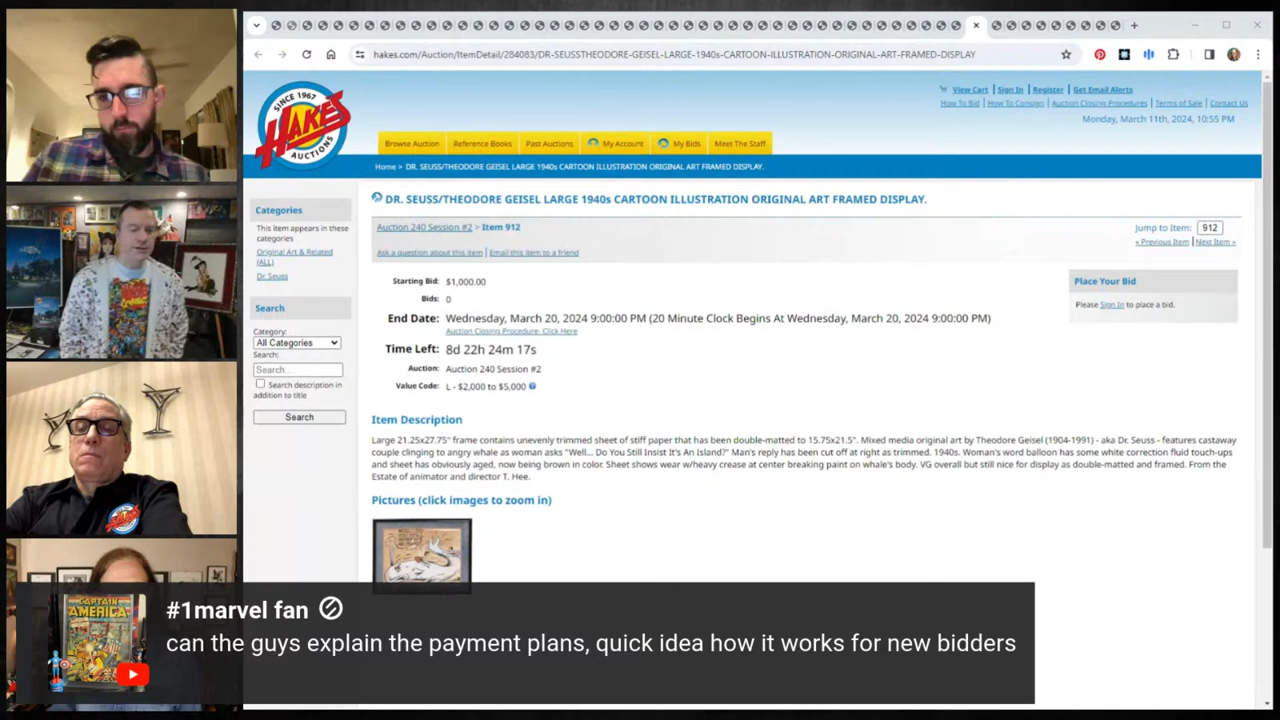 hakes.com/Auction/ItemDetail/284083/DR-SEUSSTHEODORE-GEISEL-LARGE-1940s-CARTOON-ILLUSTRATION-ORIGINAL-ART-FRAMED-DISPLAY
SINCE 1967
HAKE'S
AUCTIONS
View Cart | Sign In | Register | Get Email Alerts
How To Bid | How To Consign | Auction Closing Procedures | Terms of Sale | Contact Us
Monday, March 11th, 2024, 10:55 PM
Browse Auction Reference Books Past Auctions My Account My Bids Meet The Staff
Home > DR. SEUSS/THEODORE GEISEL LARGE 1940s CARTOON ILLUSTRATION ORIGINAL ART FRAMED DISPLAY.
Categories
This item appears in these
categories
Original Art & Related
(ALL)
Dr. Seuss
Search
Category:
All Categories
Search:
Search...
Search description in
addition to title
Search
DR. SEUSS/THEODORE GEISEL LARGE 1940s CARTOON ILLUSTRATION ORIGINAL ART FRAMED DISPLAY.
Auction 240 Session #2 > Item 912
Jump to Item: 912
« Previous Item | Next Item »
Ask a question about this item | Email this item to a friend
Starting Bid: $1,000.00
Bids: 0
End Date: Wednesday, March 20, 2024 9:00:00 PM (20 Minute Clock Begins At Wednesday, March 20, 2024 9:00:00 PM)
Auction Closing Procedure- Click Here
Time Left: 8d 22h 24m 17s
Auction: Auction 240 Session #2
Value Code: L - $2,000 to $5,000
Place Your Bid
Please Sign In to place a bid.
Item Description
Large 21.25x27.75" frame contains unevenly trimmed sheet of stiff paper that has been double-matted to 15.75x21.5". Mixed media original art by Theodore Geisel (1904-1991) - aka Dr. Seuss - features castaway
couple clinging to angry whale as woman asks "Well... Do You Still Insist It's An Island?" Man's reply has been cut off at right as trimmed. 1940s. Woman's word balloon has some white correction fluid touch-ups
and sheet has obviously aged, now being brown in color. Sheet shows wear w/heavy crease at center breaking paint on whale's body. VG overall but still nice for display as double-matted and framed. From the
Estate of animator and director T. Hee.
Pictures (click images to zoom in)
CAPTAIN
AMERICA
#1marvel fan
can the guys explain the payment plans, quick idea how it works for new bidders